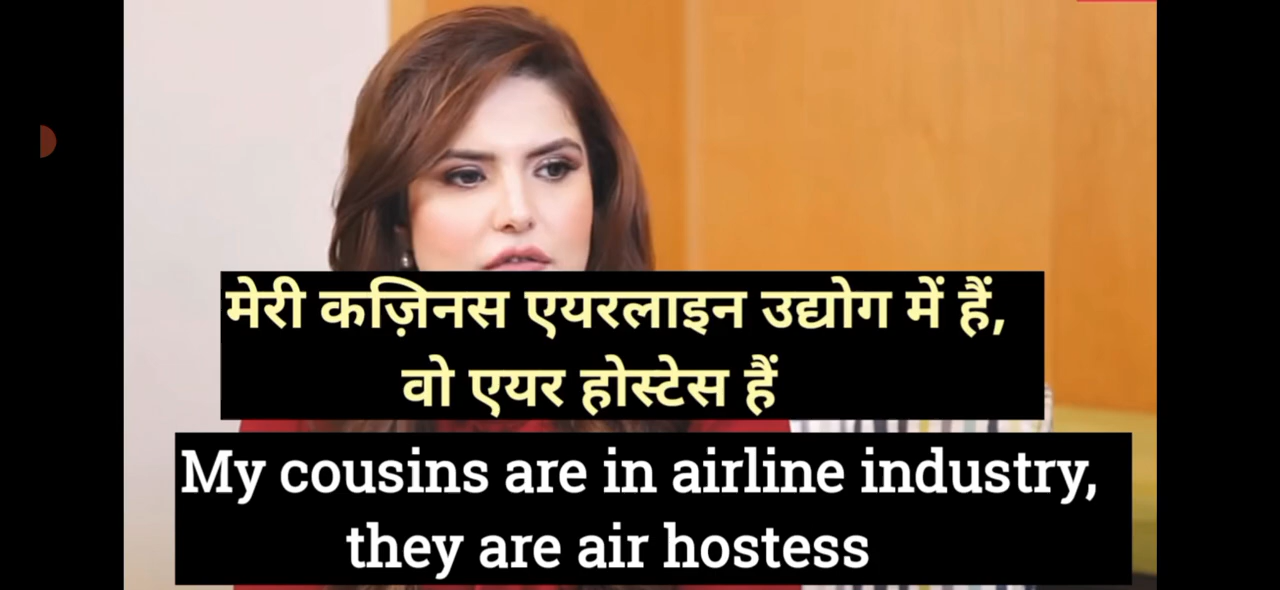 मेरी कज़िनस एयरलाइन उद्योग में हैं,
वो एयर होस्टेस हैं
My cousins are in airline industry,
they are air hostess